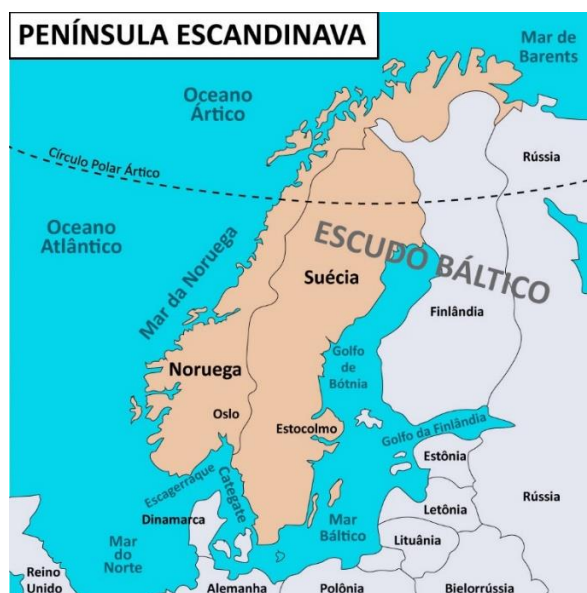 PENÍNSULA ESCANDINAVA
Mar de
Barents
Oceano
Ártico
Círculo Polar Ártico
Rússia
Oceano
Atlântico
Mar da Noruega
ESCUDO BÁLTICO
Suécia
Finlândia
Noruega
Golfo
de
Bótnia
Oslo
Estocolmo
Golfo da Finlândia
Estônia
Escagerraque
Categate
Rússia
Dinamarca
Letônia
Mar
Báltico
Mar
do
Norte
Lituânia
Reino
Unido
Alemanha
Polônia
Bielorrússia